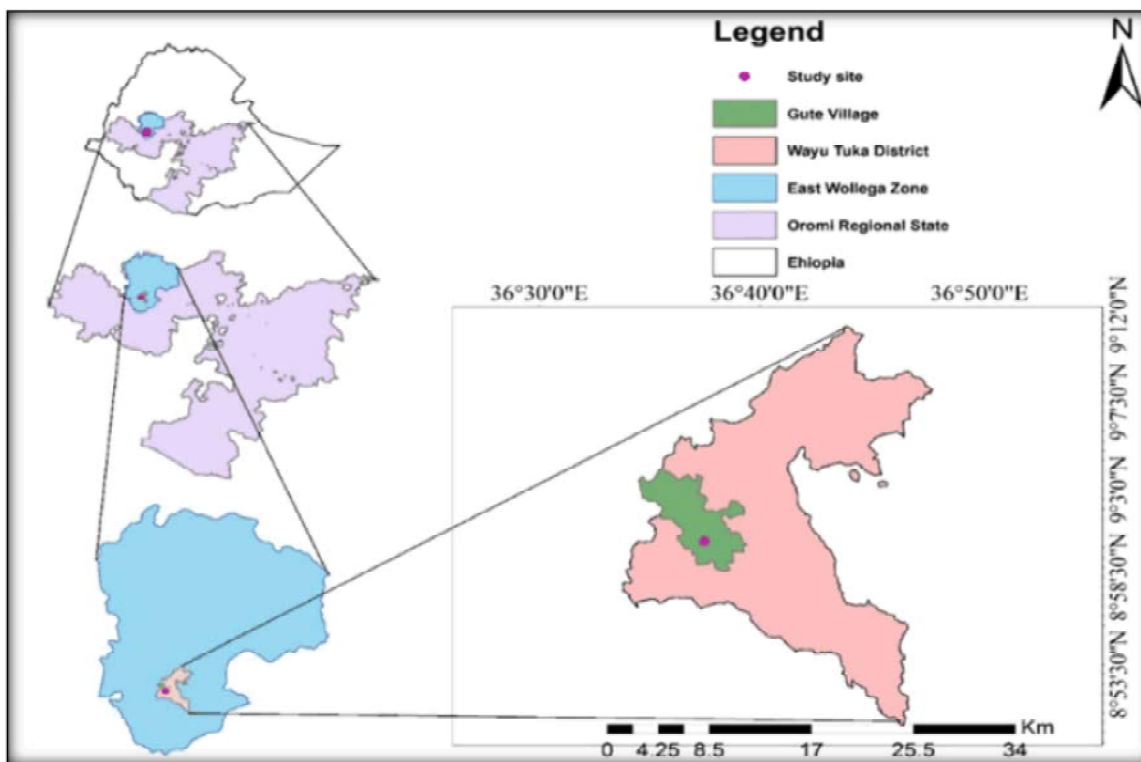 Legend
N
Study site
Gute Village
Wayu Tuka District
East Wollega Zone
Oromi Regional State
Ehiopia
36°30'0"E 36°40'0"E 36°50'0"E
9°12'0"N
9°7'30"N
9°3'0"N
8°58'30"N
8°53'30"N
Km
0 4.25 8.5 17 25.5 34